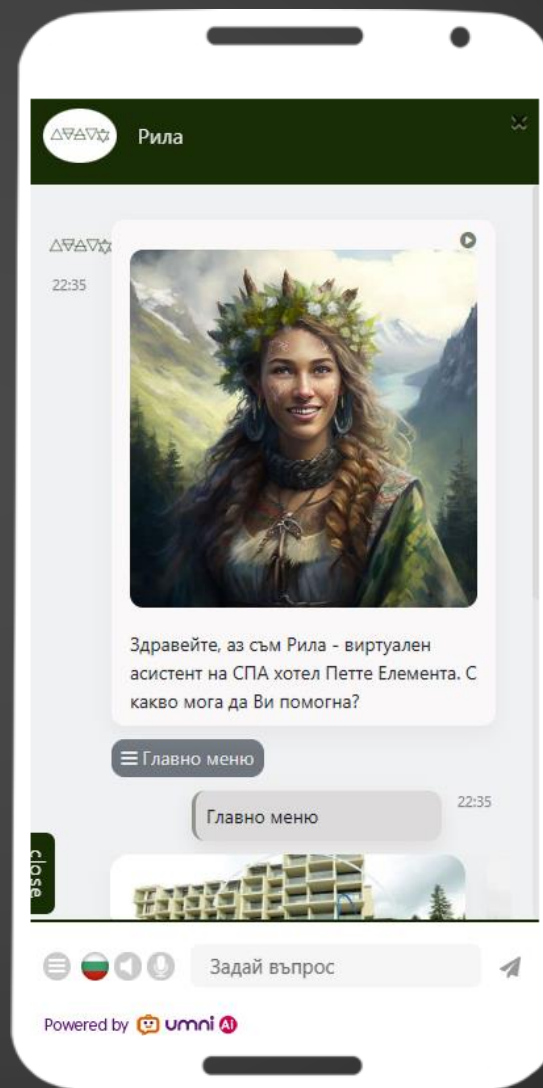 Рила
22:35
Здравейте, аз съм Рила - виртуален
асистент на СПА хотел Петте Елемента. С
какво мога да Ви помогна?
Главно меню
Главно меню
22:35
close
Задай въпрос
Powered by umni AI